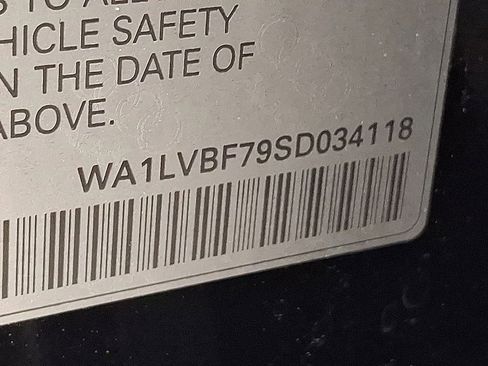 HICLE SAFETY
N THE DATE OF
ABOVE.
WA1LVBF79SD034118